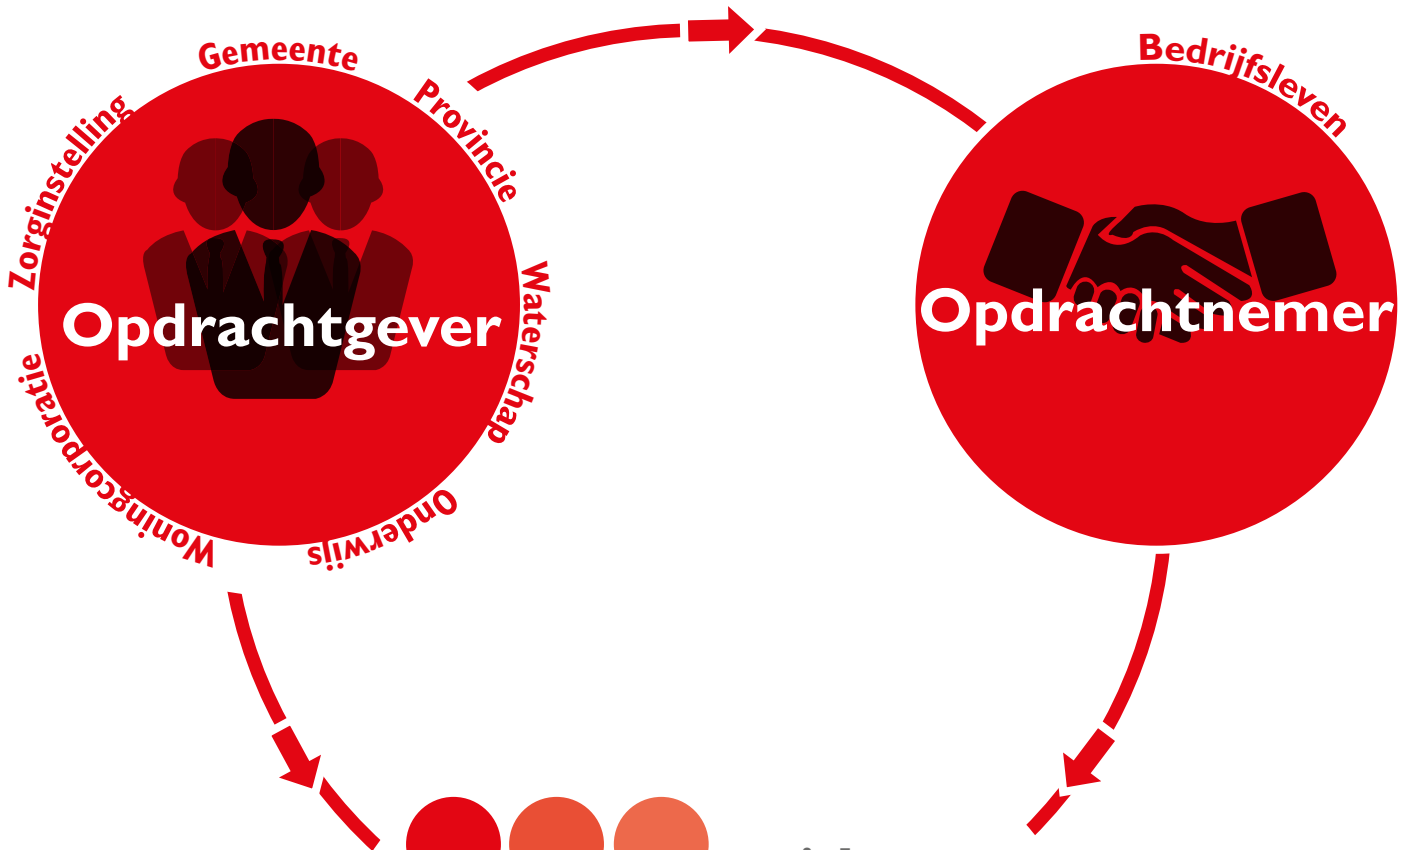 Gemeente
Provincie
Waterschap
Onderwijs
Woningcorporatie
Zorginstelling
Opdrachtgever
Bedrijfsleven
Opdrachtnemer